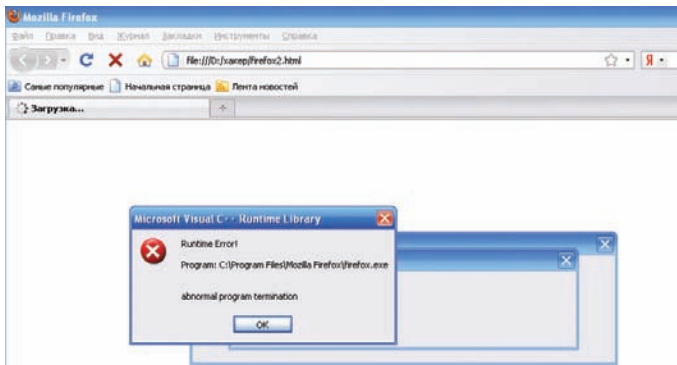 Mozilla Firefox
Файл Правка Вид Журнал Закладки Инструменты Справка
file:///D:/хакер/firefox2.html
Я
Самые популярные Начальная страница Лента новостей
Загрузка...
Microsoft Visual C++ Runtime Library
Runtime Error!
Program: C:\Program Files\Mozilla Firefox\firefox.exe
abnormal program termination
OK